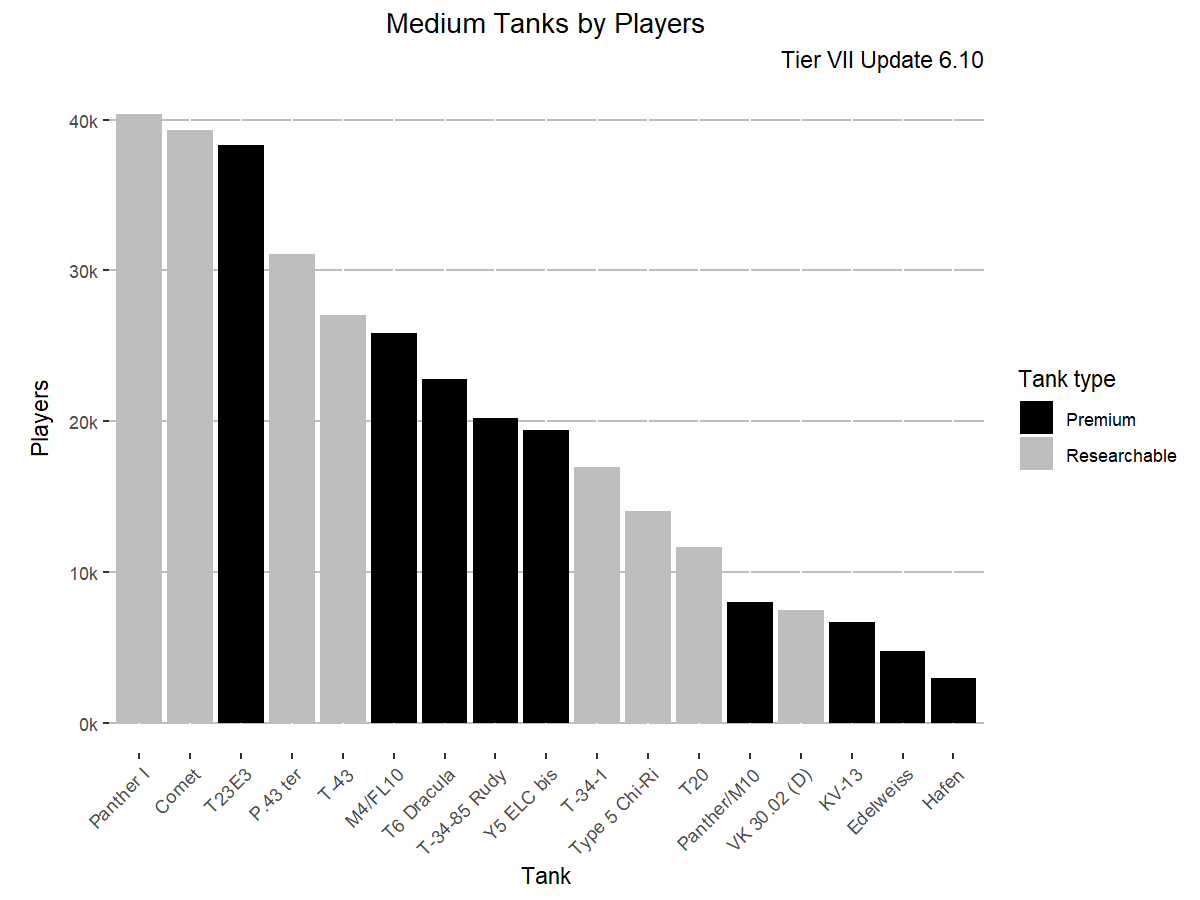 Medium Tanks by Players
Tier VII Update 6.10
40k
30k
20k
10k
0k
Players
Panther I
Comet
T23E3
P.43 ter
T-43
M4/FL10
T6 Dracula
T-34-85 Rudy
Y5 ELC bis
T-34-1
Type 5 Chi-Ri
T20
Panther/M10
VK 30.02 (D)
KV-13
Edelweiss
Hafen
Tank
Tank type
Premium
Researchable